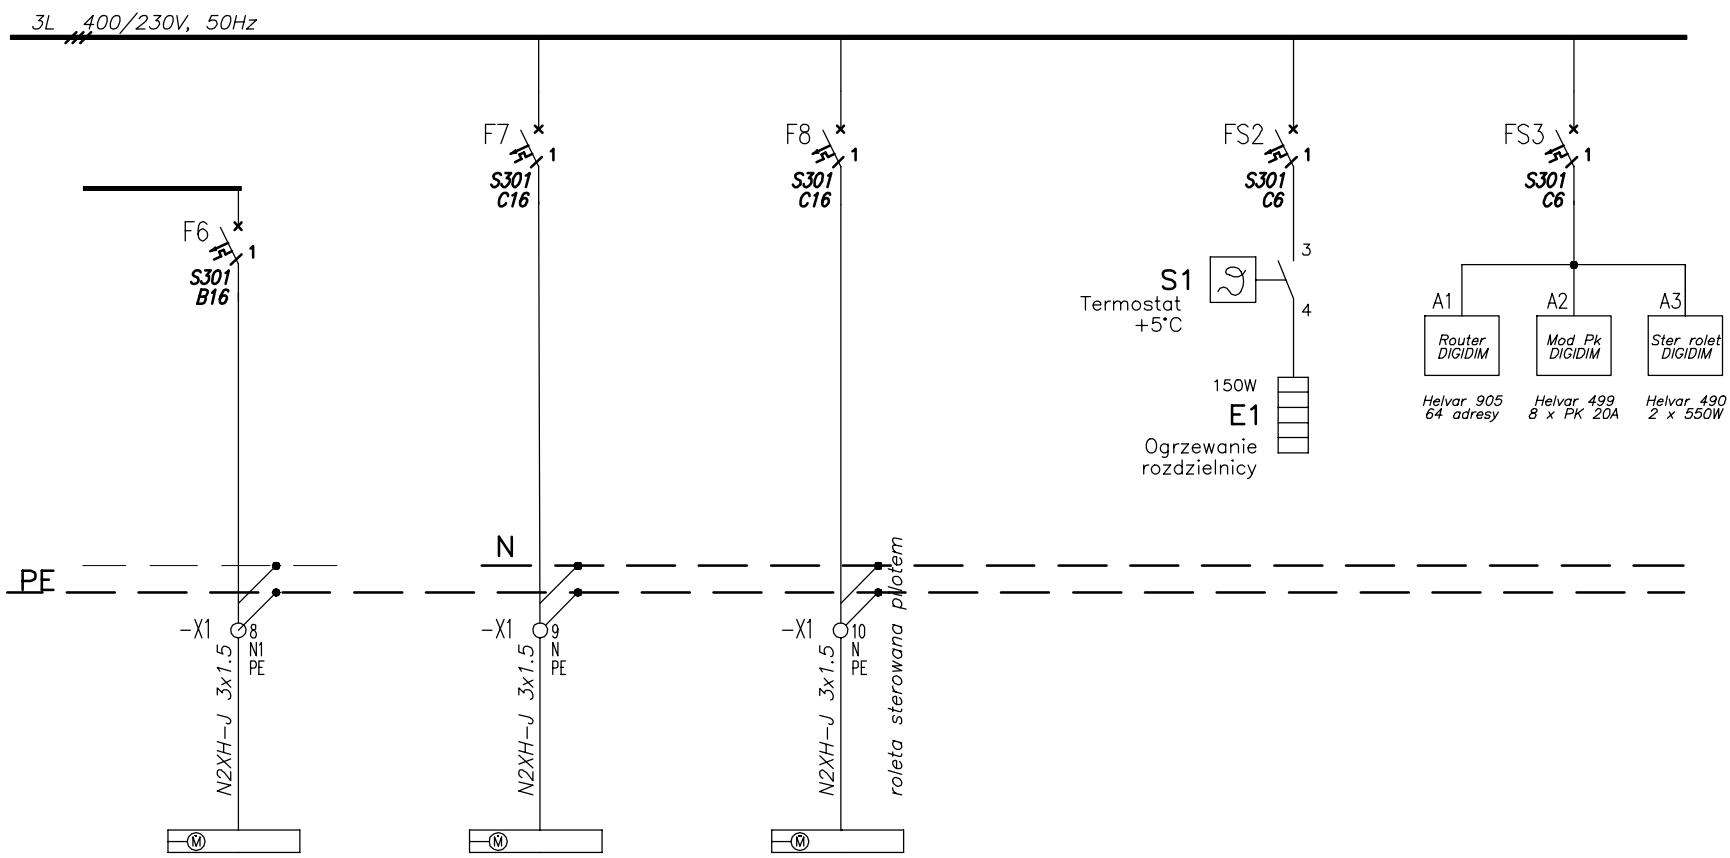 3L 400/230V, 50Hz
F6
1
S301
B16
F7
1
S301
C16
F8
1
S301
C16
FS2
1
S301
C6
FS3
1
S301
C6
3
S1
Termostat
+5°C
4
150W
E1
Ogrzewanie
rozdzielnicy
A1
Router
DIGIDIM
Helvar 905
64 adresy
A2
Mod Pk
DIGIDIM
Helvar 499
8 x PK 20A
A3
Ster rolet
DIGIDIM
Helvar 490
2 x 550W
N
PE
-X1
8
N1
PE
N2XH-J 3x1.5
M
-X1
9
N
PE
N2XH-J 3x1.5
M
-X1
10
N
PE
N2XH-J 3x1.5
roleta sterowana pilotem
M